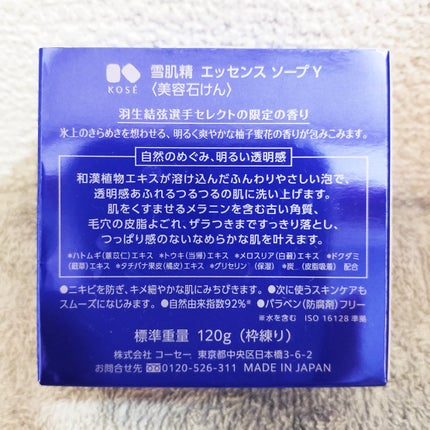 KOSÉ
雪肌精 エッセンス ソープ Y
〈美容石けん〉
羽生結弦選手セレクトの限定の香り
氷上のきらめきを想わせる、明るく爽やかな柚子蜜花の香りが包みこみます。
自然のめぐみ、明るい透明感
和漢植物エキスが溶け込んだふんわりやさしい泡で、
透明感あふれるつるつるの肌に洗い上げます。
肌をくすませるメラニンを含む古い角質、
毛穴の皮脂よごれ、ザラつきまですっきり落とし、
つっぱり感のないなめらかな肌を叶えます。
*ハトムギ(薏苡仁)エキス *トウキ(当帰)エキス *メロスリア(白蘞)エキス *ドクダミ
(蕺草)エキス *タチバナ果皮(橘皮)エキス *グリセリン(保湿) *炭(皮脂吸着) 配合
●ニキビを防ぎ、キメ細やかな肌にみちびきます。●次に使うスキンケアも
スムーズになじみます。●自然由来指数92%* ●パラベン(防腐剤)フリー
*水を含む ISO 16128 準拠
標準重量 120g(枠練り)
株式会社 コーセー 東京都中央区日本橋3-6-2
お問合せ先 0120-526-311 MADE IN JAPAN